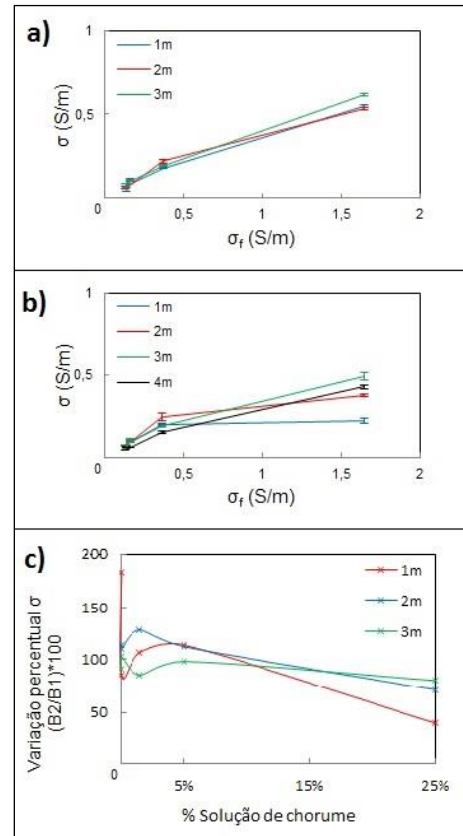 a)
1m
2m
3m
1
0,5
0
0,5
1
1,5
2
σ (S/m)
σf (S/m)
b)
1m
2m
3m
4m
1
0,5
0
0,5
1
1,5
2
σ (S/m)
σf (S/m)
c)
1m
2m
3m
200
150
100
50
0
5%
15%
25%
Variação percentual σ
(B2/B1)*100
% Solução de chorume